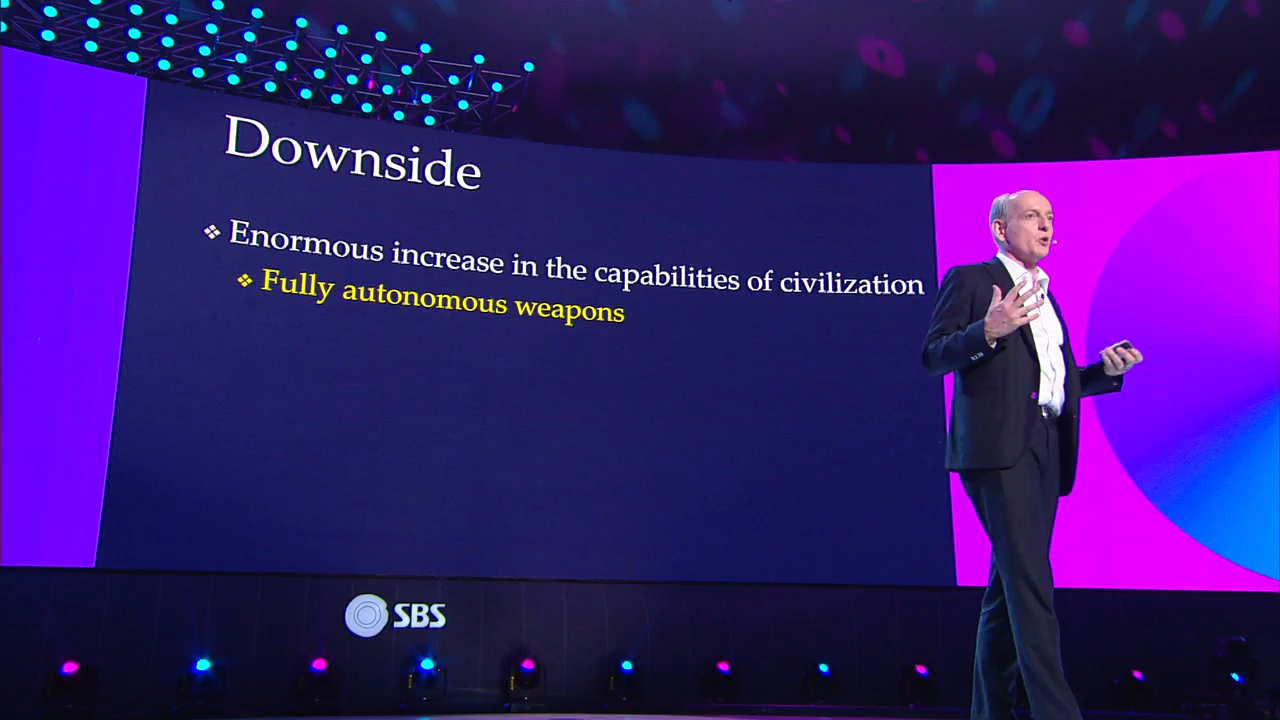 Downside
❖ Enormous increase in the capabilities of civilization
❖ Fully autonomous weapons
SBS